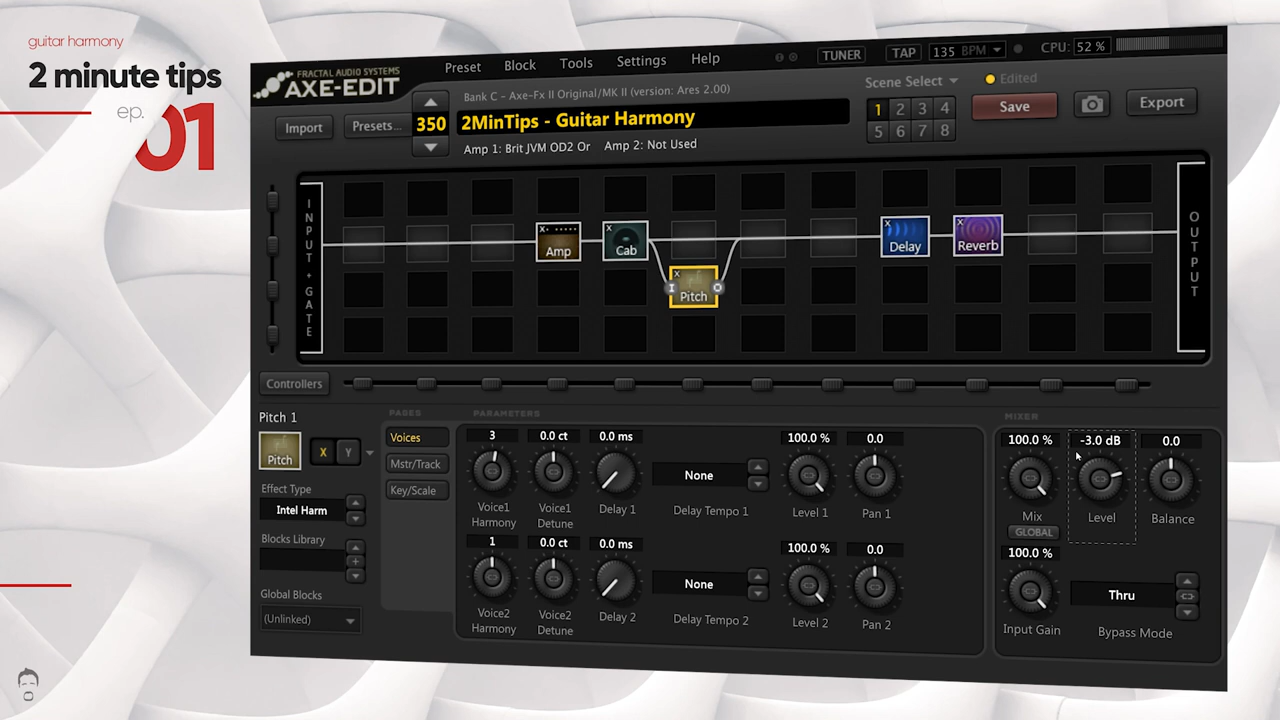 guitar harmony
2 minute tips
ep.
01
FRACTAL AUDIO SYSTEMS
AXE-EDIT
Preset Block Tools Settings Help
TUNER TAP 135 BPM CPU: 52 %
Import Presets... 350
Bank C - Axe-Fx II Original/MK II (version: Ares 2.00)
2MinTips - Guitar Harmony
Amp 1: Brit JVM OD2 Or Amp 2: Not Used
Scene Select
1 2 3 4
5 6 7 8
Edited
Save Export
INPUT + GATE
X Amp
X Cab
X Pitch
X Delay
X Reverb
OUTPUT
Controllers
Pitch 1
Pitch
X Y
Effect Type
Intel Harm
Blocks Library
Global Blocks
(Unlinked)
PAGES
Voices
Mstr/Track
Key/Scale
PARAMETERS
3 0.0 ct 0.0 ms None 100.0 % 0.0
Voice1 Harmony Voice1 Detune Delay 1 Delay Tempo 1 Level 1 Pan 1
1 0.0 ct 0.0 ms None 100.0 % 0.0
Voice2 Harmony Voice2 Detune Delay 2 Delay Tempo 2 Level 2 Pan 2
MIXER
100.0 % -3.0 dB 0.0
Mix Level Balance
GLOBAL
100.0 %
Thru
Input Gain Bypass Mode